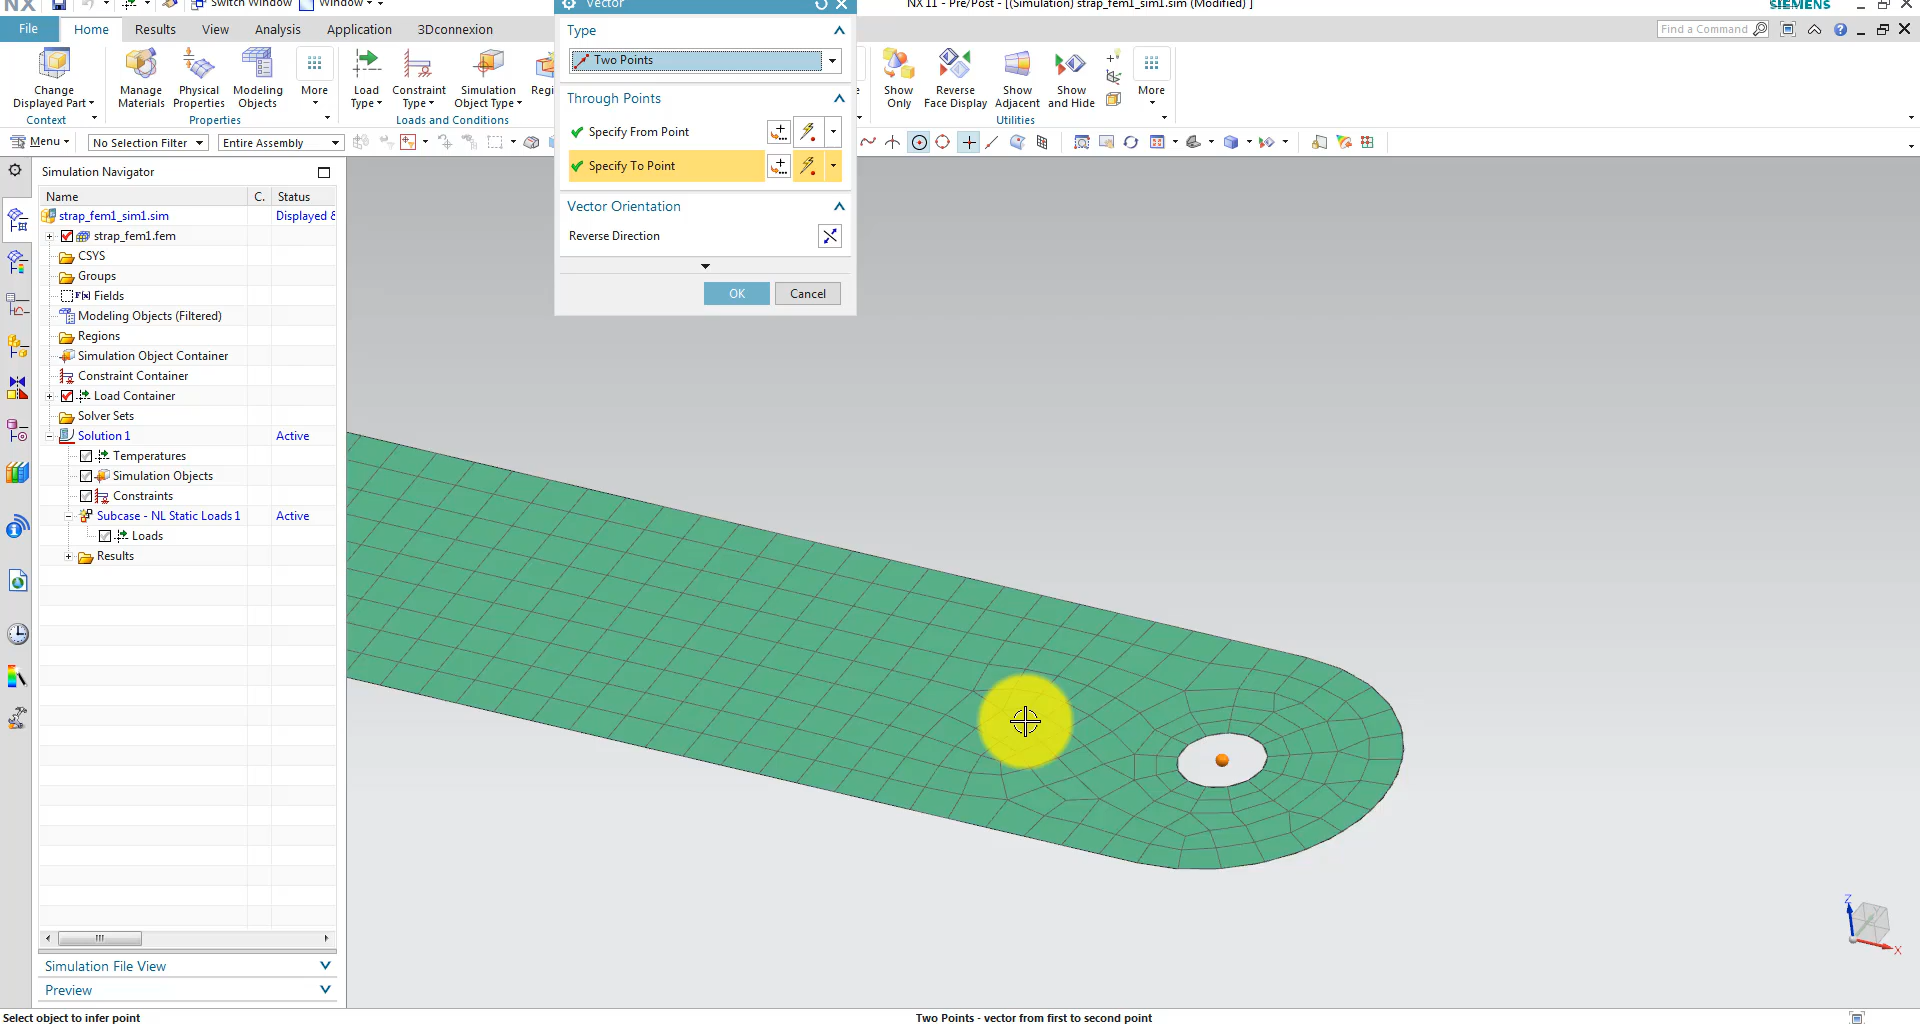 NX
Switch Window
Window
Vector
NX 11 - Pre/Post - [(Simulation) strap_fem1_sim1.sim (Modified) ]
SIEMENS
File
Home
Results
View
Analysis
Application
3Dconnexion
Find a Command
Type
Two Points
Change
Displayed Part
Manage
Materials
Physical
Properties
Modeling
Objects
More
Load
Type
Constraint
Type
Simulation
Object Type
Show
Only
Reverse
Face Display
Show
Adjacent
Show
and Hide
More
Context
Properties
Loads and Conditions
Utilities
Through Points
Specify From Point
Specify To Point
Vector Orientation
Reverse Direction
OK
Cancel
Menu
No Selection Filter
Entire Assembly
Simulation Navigator
Name
C.
Status
strap_fem1_sim1.sim
Displayed &
strap_fem1.fem
CSYS
Groups
Fields
Modeling Objects (Filtered)
Regions
Simulation Object Container
Constraint Container
Load Container
Solver Sets
Solution 1
Active
Temperatures
Simulation Objects
Constraints
Subcase - NL Static Loads 1
Active
Loads
Results
Simulation File View
Preview
Z
X
Select object to infer point
Two Points - vector from first to second point